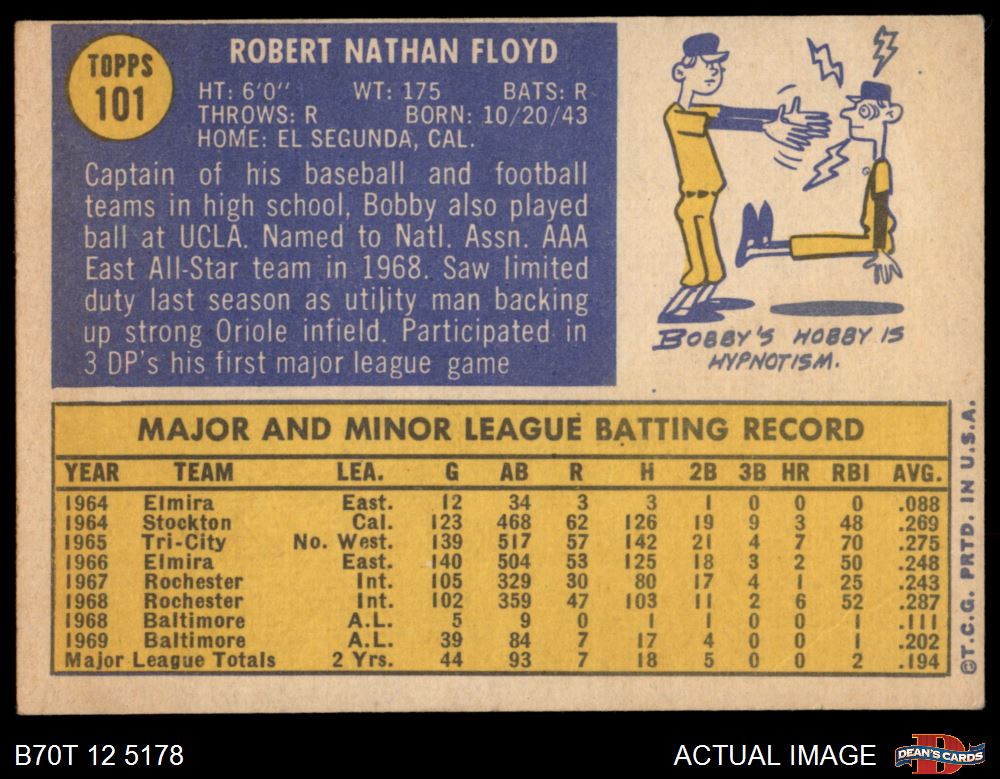 TOPPS
101
ROBERT NATHAN FLOYD
HT: 6'0" WT: 175 BATS: R
THROWS: R BORN: 10/20/43
HOME: EL SEGUNDA, CAL.
Captain of his baseball and football
teams in high school, Bobby also played
ball at UCLA. Named to Natl. Assn. AAA
East All-Star team in 1968. Saw limited
duty last season as utility man backing
up strong Oriole infield. Participated in
3 DP's his first major league game
BOBBY'S HOBBY IS
HYPNOTISM.
MAJOR AND MINOR LEAGUE BATTING RECORD
YEAR TEAM LEA. G AB R H 2B 3B HR RBI AVG.
1964 Elmira East. 12 34 3 3 1 0 0 0 .088
1964 Stockton Cal. 123 468 62 126 19 9 3 48 .269
1965 Tri-City No. West. 139 517 57 142 21 4 7 70 .275
1966 Elmira East. 140 504 53 125 18 3 2 50 .248
1967 Rochester Int. 105 329 30 80 17 4 1 25 .243
1968 Rochester Int. 102 359 47 103 11 2 6 52 .287
1968 Baltimore A.L. 5 9 0 1 1 0 0 1 .111
1969 Baltimore A.L. 39 84 7 17 4 0 0 1 .202
Major League Totals 2 Yrs. 44 93 7 18 5 0 0 2 .194
©T.C.G. PRTD. IN U.S.A.
B70T 12 5178
ACTUAL IMAGE
D
DEAN'S CARDS